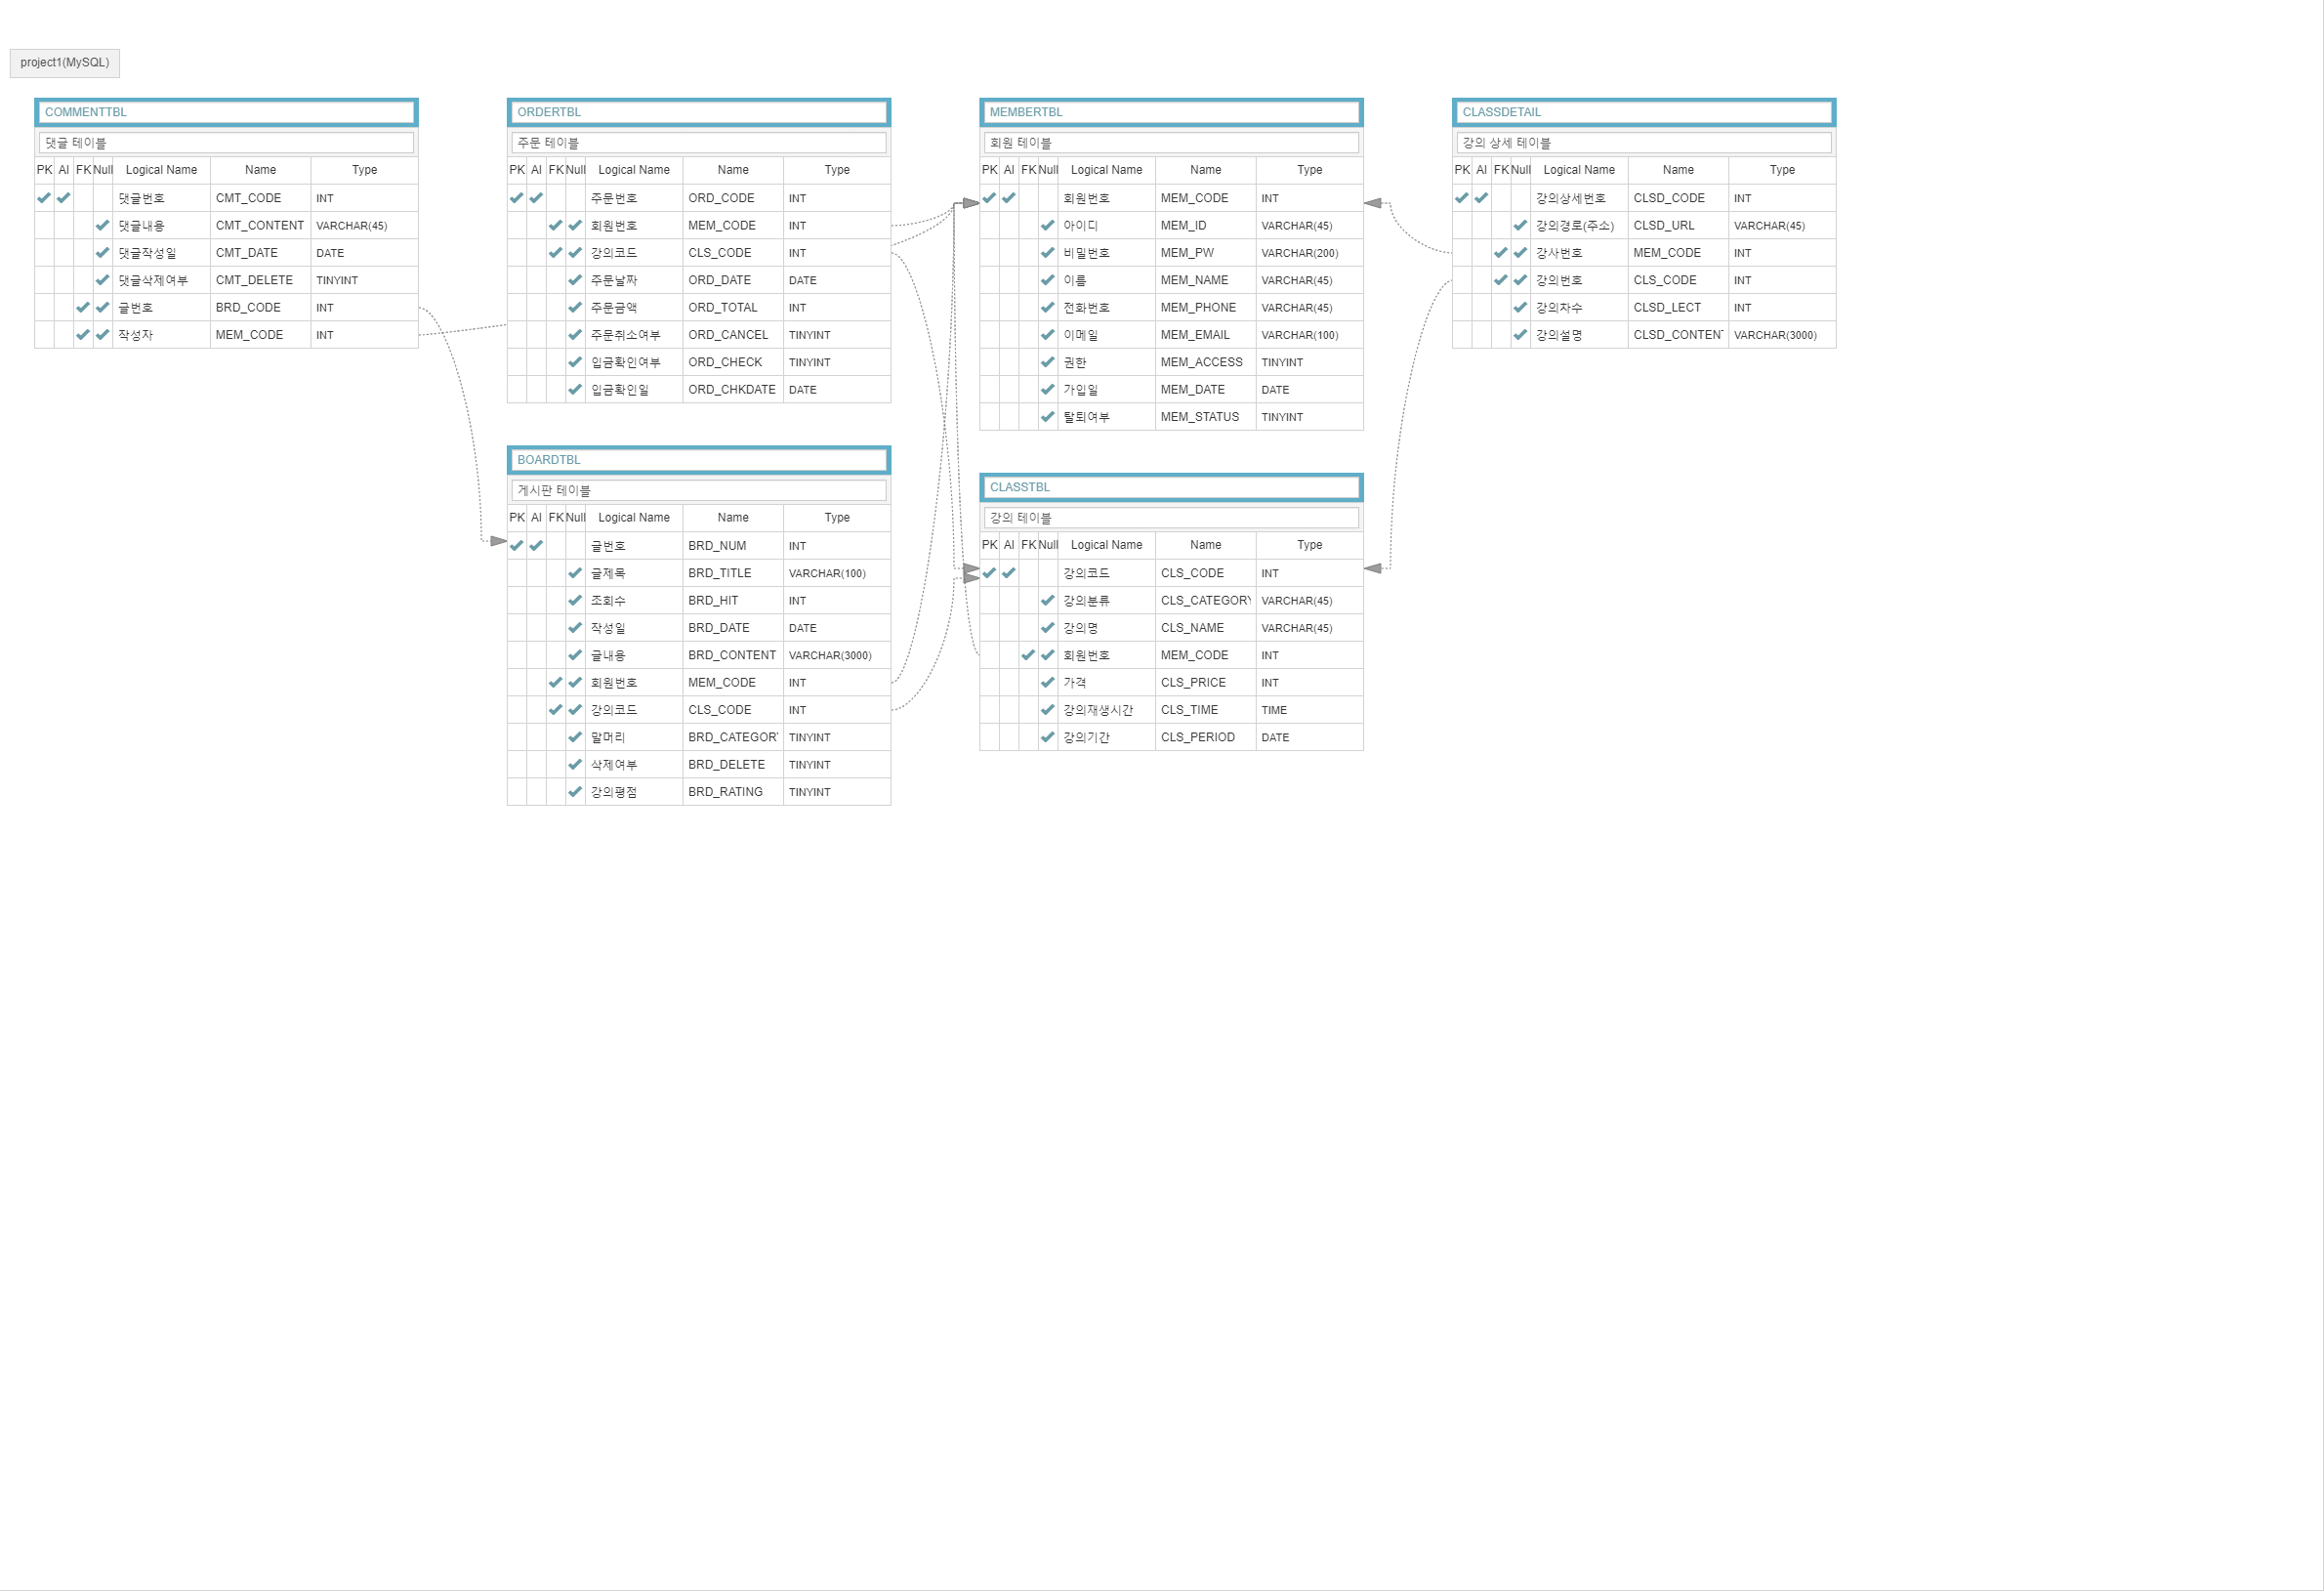 project1(MySQL)
COMMENTTBL
댓글 테이블
PK AI FK Null Logical Name Name Type
댓글번호 CMT_CODE INT
댓글내용 CMT_CONTENT VARCHAR(45)
댓글작성일 CMT_DATE DATE
댓글삭제여부 CMT_DELETE TINYINT
글번호 BRD_CODE INT
작성자 MEM_CODE INT
ORDERTBL
주문 테이블
PK AI FK Null Logical Name Name Type
주문번호 ORD_CODE INT
회원번호 MEM_CODE INT
강의코드 CLS_CODE INT
주문날짜 ORD_DATE DATE
주문금액 ORD_TOTAL INT
주문취소여부 ORD_CANCEL TINYINT
입금확인여부 ORD_CHECK TINYINT
입금확인일 ORD_CHKDATE DATE
BOARDTBL
게시판 테이블
PK AI FK Null Logical Name Name Type
글번호 BRD_NUM INT
글제목 BRD_TITLE VARCHAR(100)
조회수 BRD_HIT INT
작성일 BRD_DATE DATE
글내용 BRD_CONTENT VARCHAR(3000)
회원번호 MEM_CODE INT
강의코드 CLS_CODE INT
말머리 BRD_CATEGOR TINYINT
삭제여부 BRD_DELETE TINYINT
강의평점 BRD_RATING TINYINT
MEMBERTBL
회원 테이블
PK AI FK Null Logical Name Name Type
회원번호 MEM_CODE INT
아이디 MEM_ID VARCHAR(45)
비밀번호 MEM_PW VARCHAR(200)
이름 MEM_NAME VARCHAR(45)
전화번호 MEM_PHONE VARCHAR(45)
이메일 MEM_EMAIL VARCHAR(100)
권한 MEM_ACCESS TINYINT
가입일 MEM_DATE DATE
탈퇴여부 MEM_STATUS TINYINT
CLASSTBL
강의 테이블
PK AI FK Null Logical Name Name Type
강의코드 CLS_CODE INT
강의분류 CLS_CATEGORY VARCHAR(45)
강의명 CLS_NAME VARCHAR(45)
회원번호 MEM_CODE INT
가격 CLS_PRICE INT
강의재생시간 CLS_TIME TIME
강의기간 CLS_PERIOD DATE
CLASSDETAIL
강의 상세 테이블
PK AI FK Null Logical Name Name Type
강의상세번호 CLSD_CODE INT
강의경로(주소) CLSD_URL VARCHAR(45)
강사번호 MEM_CODE INT
강의번호 CLS_CODE INT
강의차수 CLSD_LECT INT
강의설명 CLSD_CONTEN VARCHAR(3000)